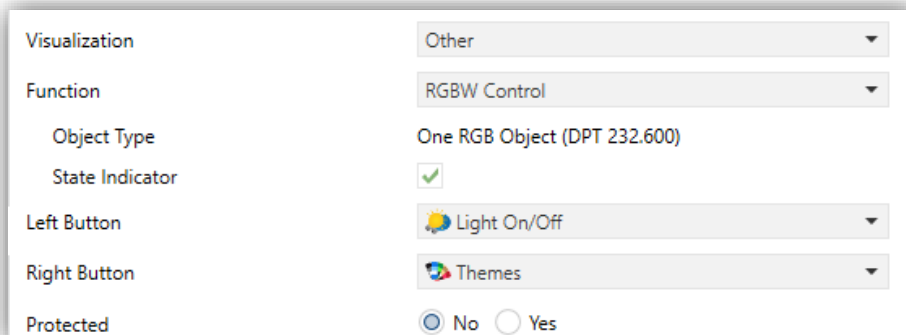 Visualization Other
Function RGBW Control
Object Type One RGB Object (DPT 232.600)
State Indicator
Left Button Light On/Off
Right Button Themes
Protected No Yes